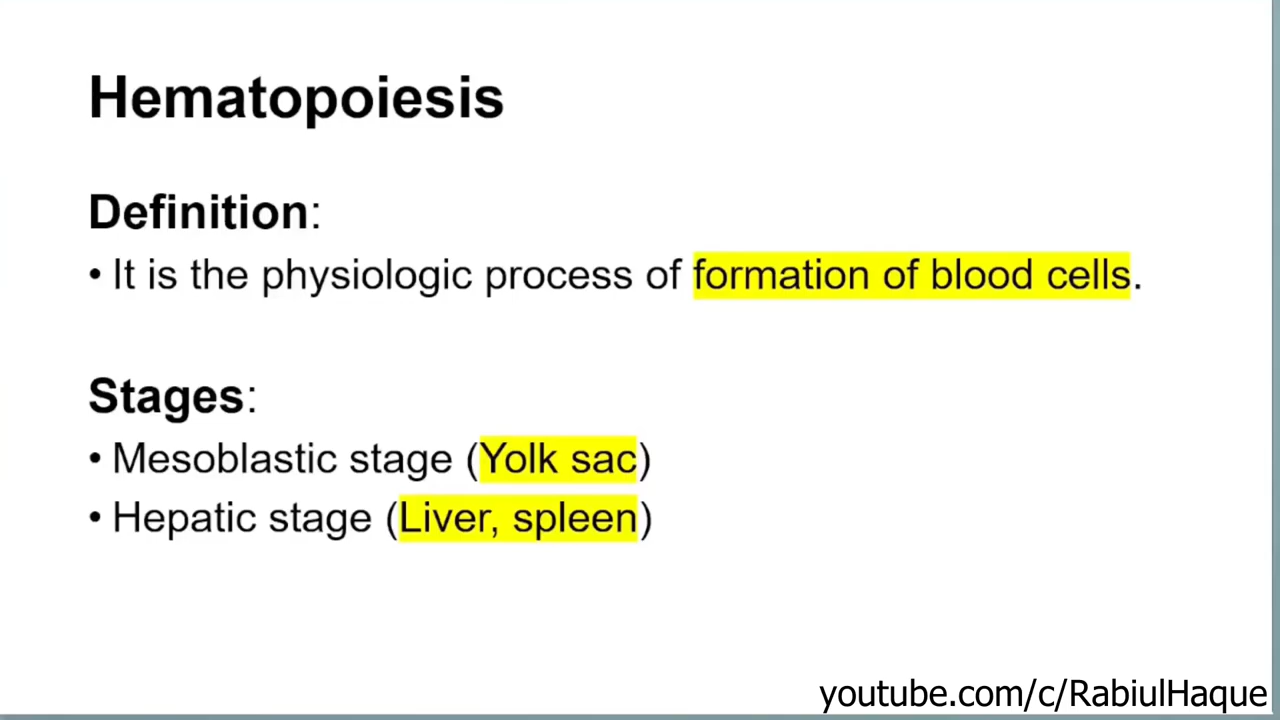 Hematopoiesis
Definition:
• It is the physiologic process of formation of blood cells.
Stages:
• Mesoblastic stage (Yolk sac)
• Hepatic stage (Liver, spleen)
youtube.com/c/RabiulHaque